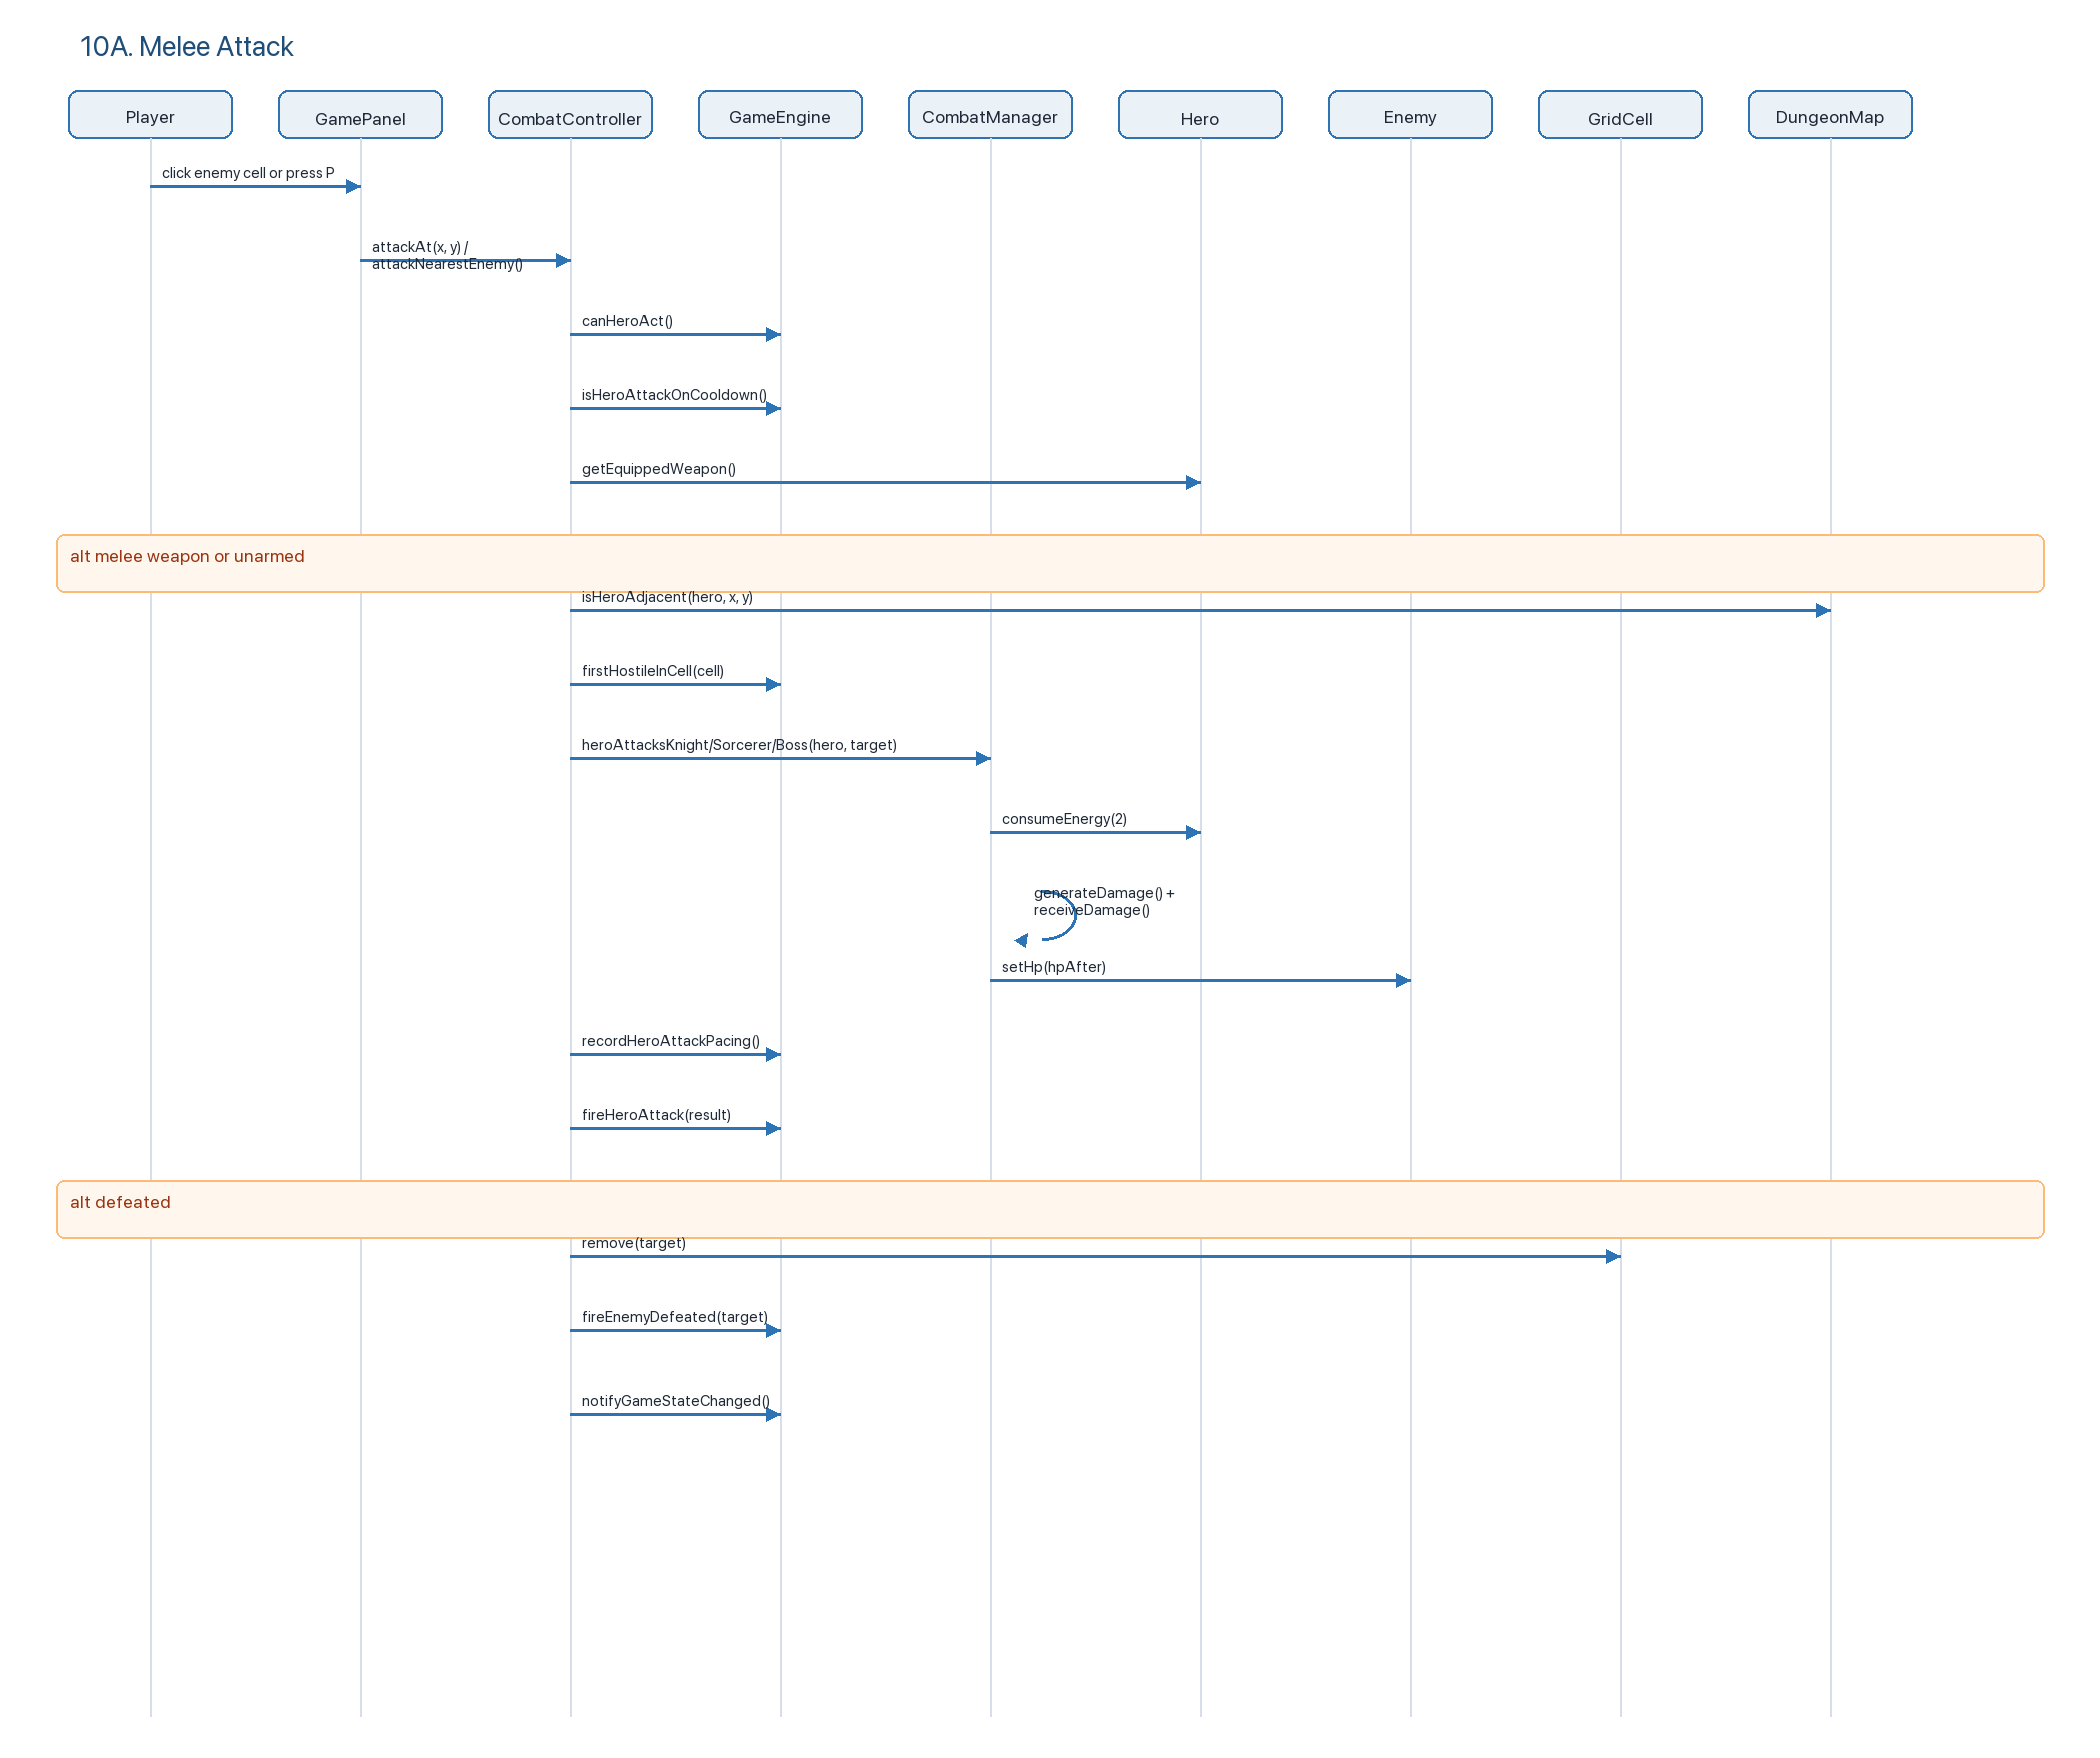 10A. Melee Attack
Player
GamePanel
CombatController
GameEngine
CombatManager
Hero
Enemy
GridCell
DungeonMap
click enemy cell or press P
attackAt(x, y) /
attackNearestEnemy()
canHeroAct()
isHeroAttackOnCooldown()
getEquippedWeapon()
alt melee weapon or unarmed
isHeroAdjacent(hero, x, y)
firstHostileInCell(cell)
heroAttacksKnight/Sorcerer/Boss(hero, target)
consumeEnergy(2)
generateDamage() +
receiveDamage()
setHp(hpAfter)
recordHeroAttackPacing()
fireHeroAttack(result)
alt defeated
remove(target)
fireEnemyDefeated(target)
notifyGameStateChanged()